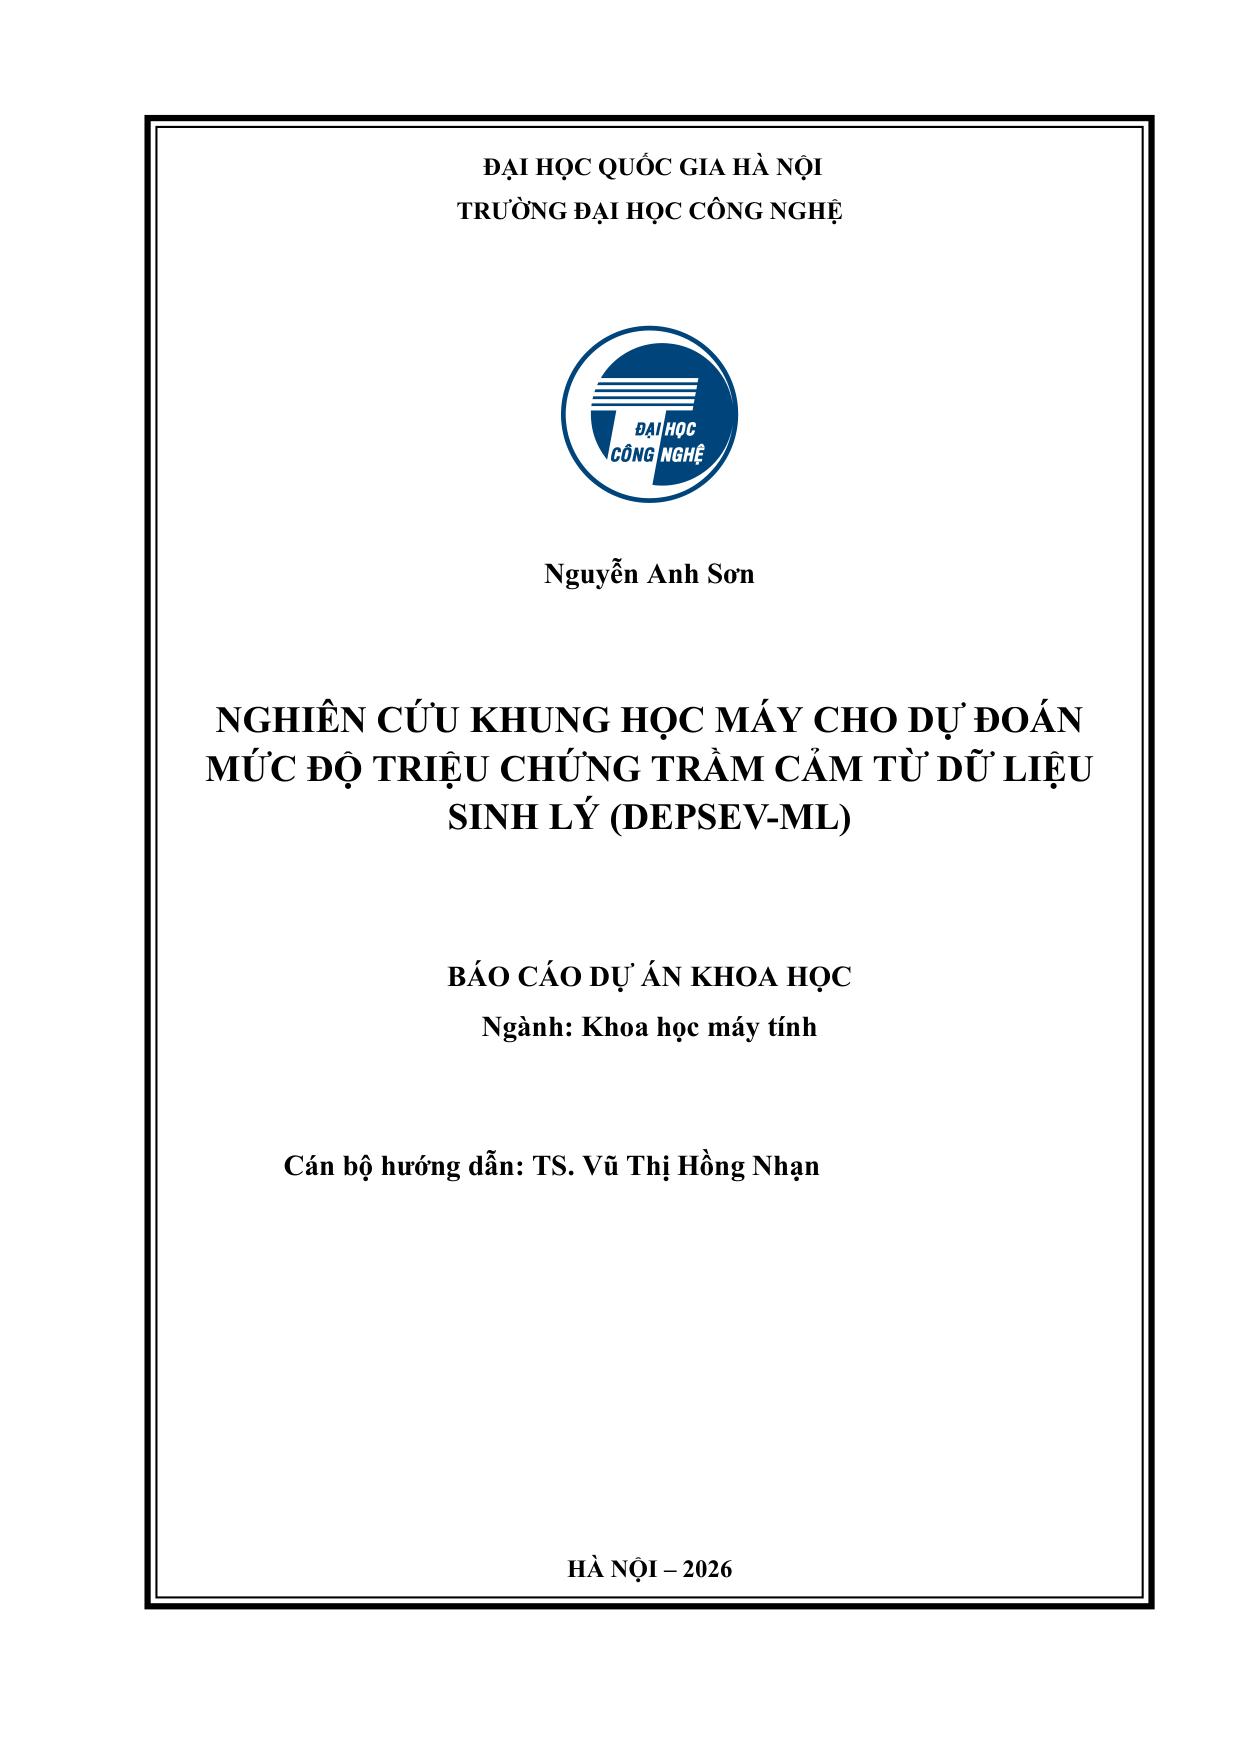 ĐẠI HỌC QUỐC GIA HÀ NỘI
TRƯỜNG ĐẠI HỌC CÔNG NGHỆ
ĐẠI HỌC
CÔNG NGHỆ
Nguyễn Anh Sơn
NGHIÊN CỨU KHUNG HỌC MÁY CHO DỰ ĐOÁN
MỨC ĐỘ TRIỆU CHỨNG TRẦM CẢM TỪ DỮ LIỆU
SINH LÝ (DEPSEV-ML)
BÁO CÁO DỰ ÁN KHOA HỌC
Ngành: Khoa học máy tính
Cán bộ hướng dẫn: TS. Vũ Thị Hồng Nhạn
HÀ NỘI – 2026